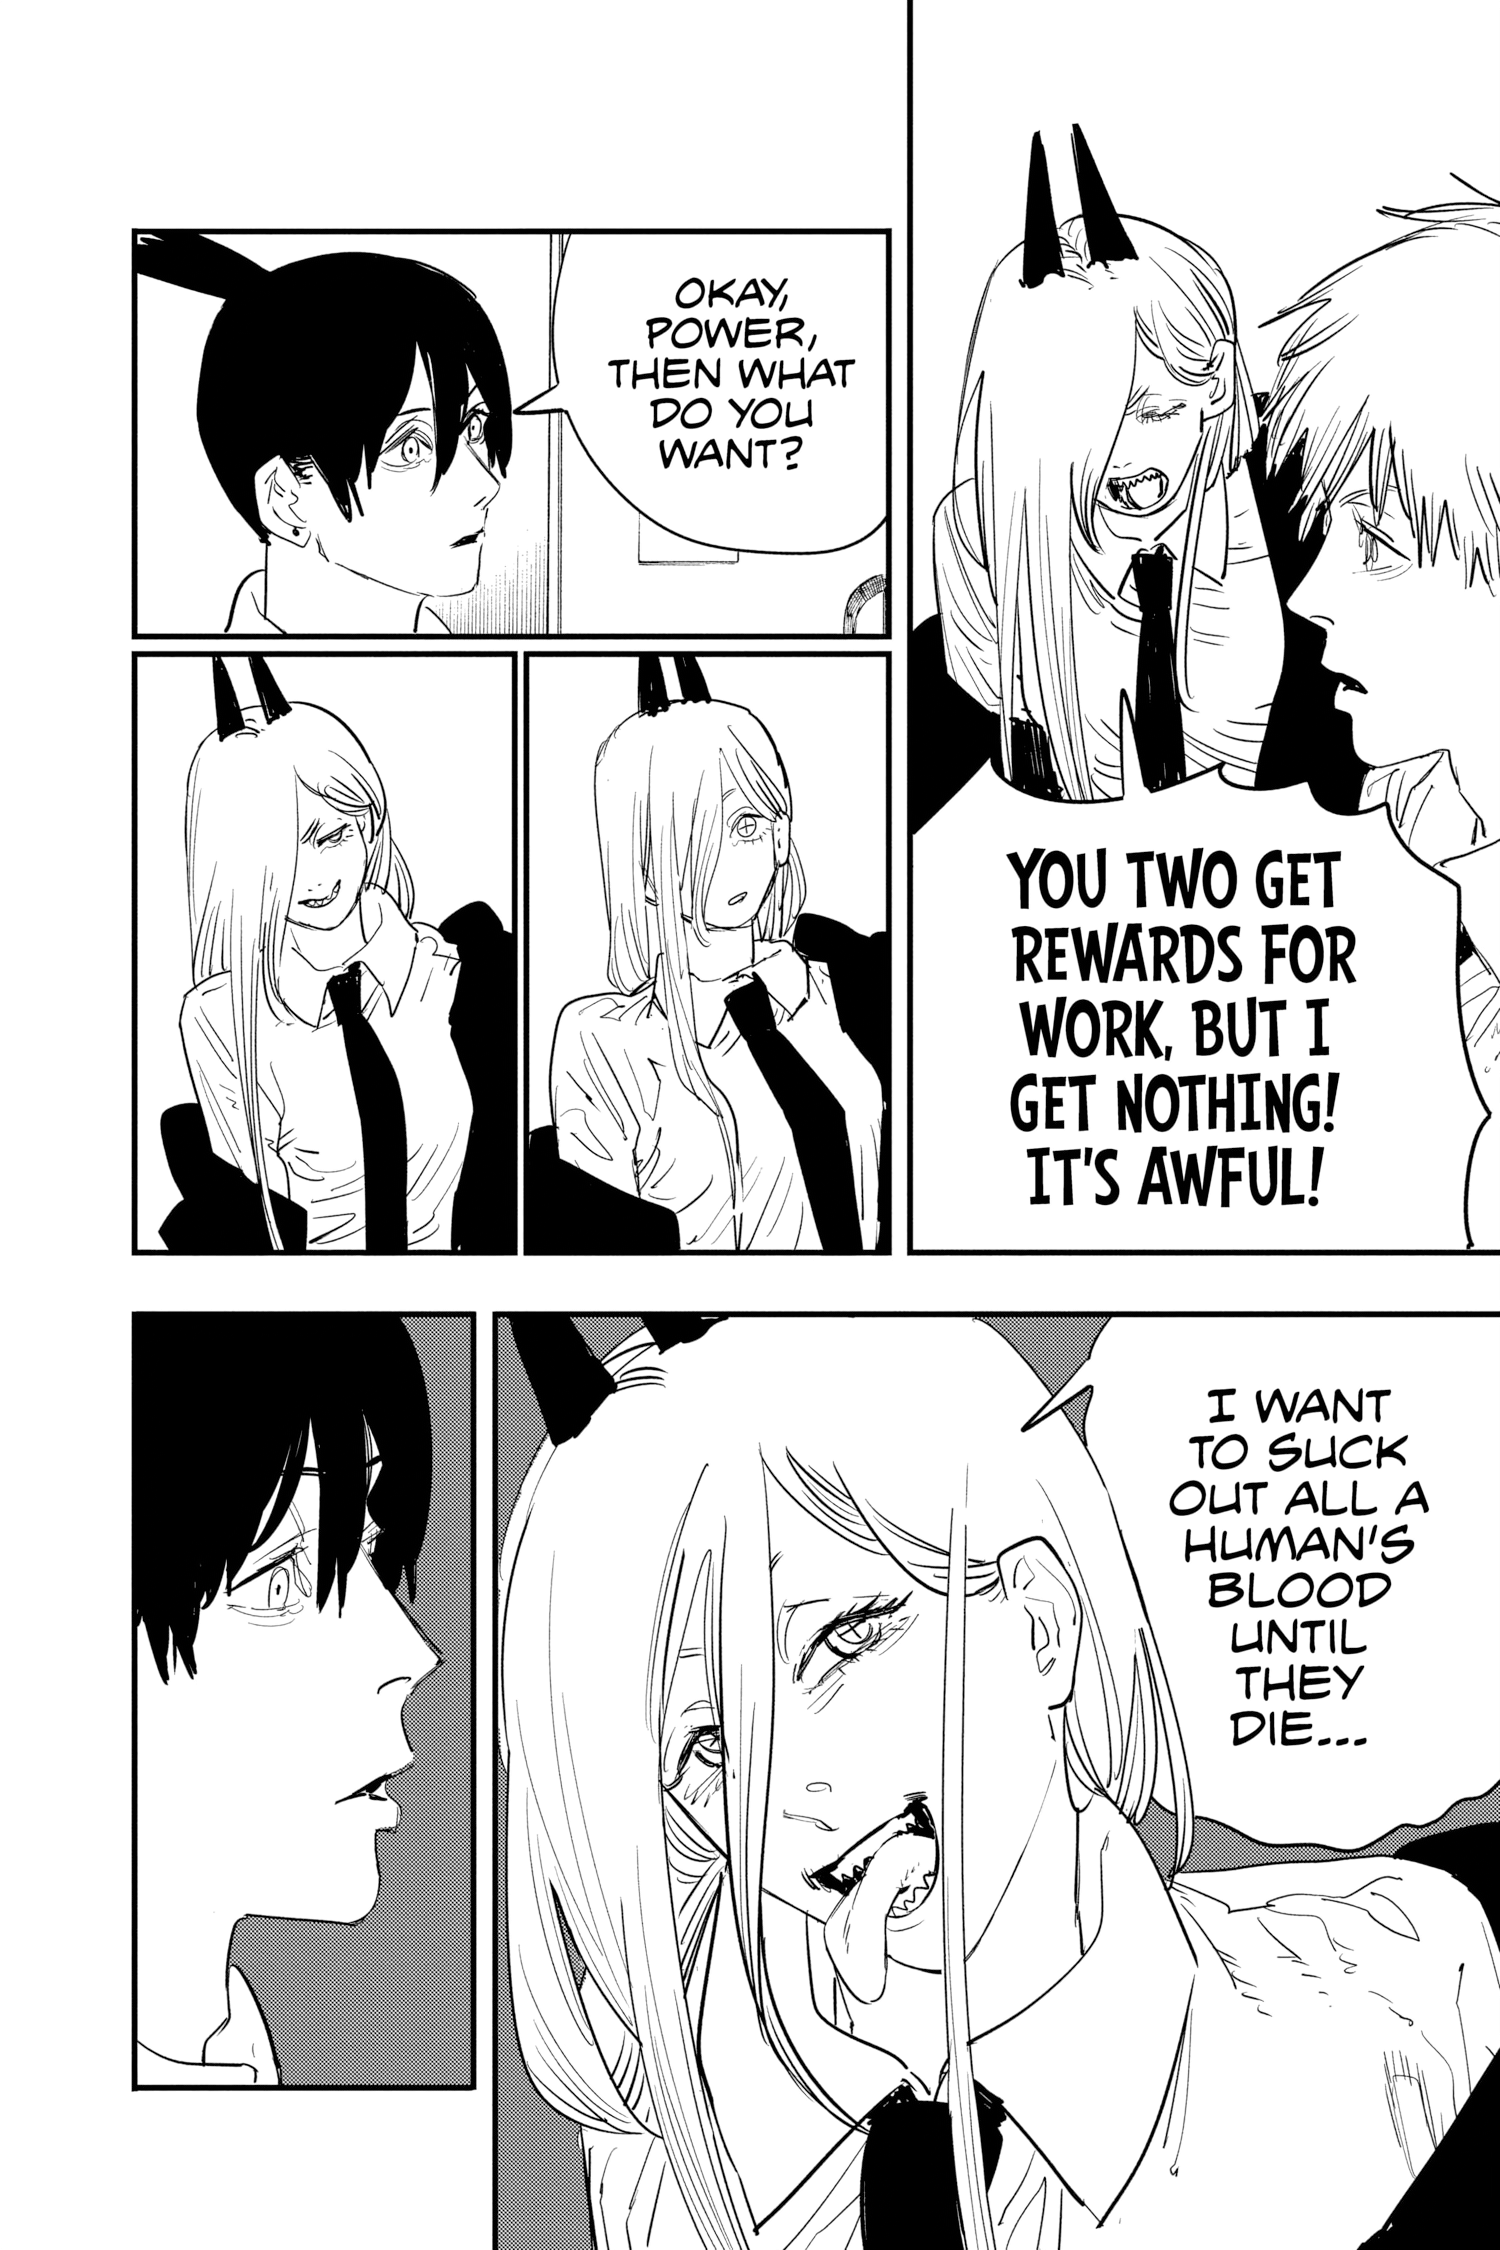 YOU TWO GET
REWARDS FOR
WORK, BUT I
GET NOTHING!
IT'S AWFUL!
OKAY,
POWER,
THEN WHAT
DO YOU
WANT?
I WANT
TO SUCK
OUT ALL A
HUMAN'S
BLOOD
UNTIL
THEY
DIE...